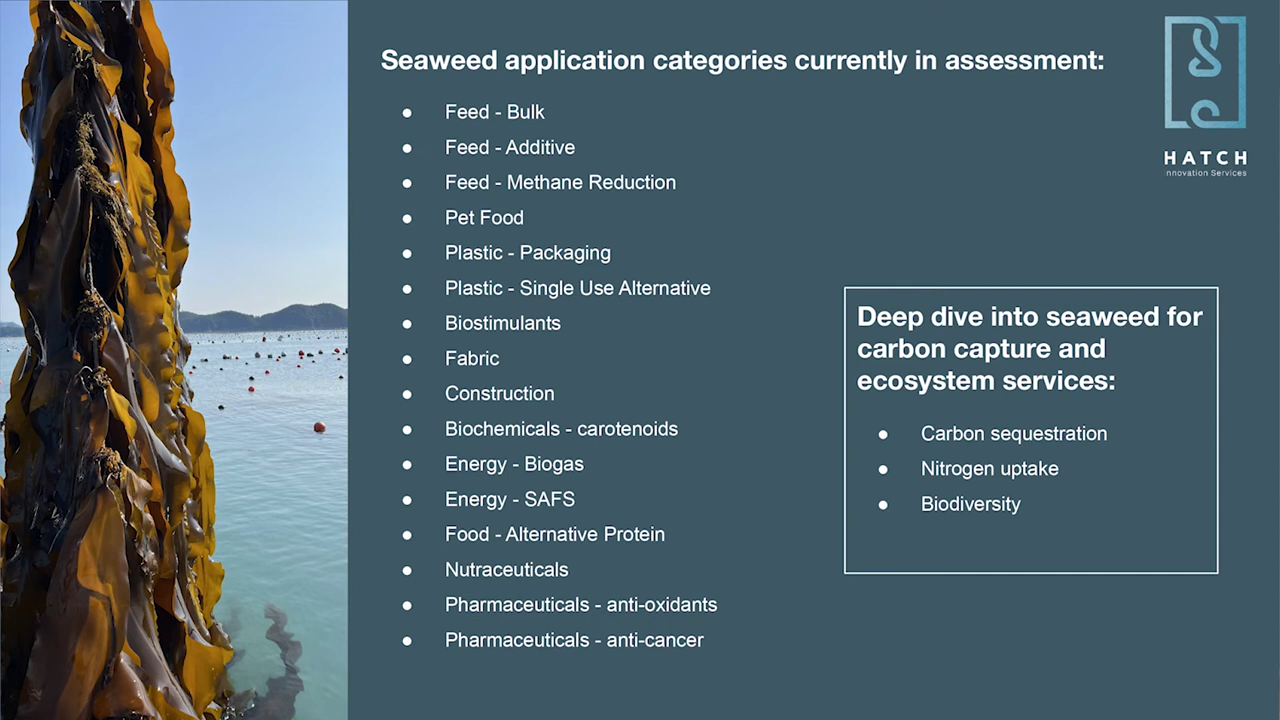 Seaweed application categories currently in assessment:
● Feed - Bulk
● Feed - Additive
● Feed - Methane Reduction
● Pet Food
● Plastic - Packaging
● Plastic - Single Use Alternative
● Biostimulants
● Fabric
● Construction
● Biochemicals - carotenoids
● Energy - Biogas
● Energy - SAFS
● Food - Alternative Protein
● Nutraceuticals
● Pharmaceuticals - anti-oxidants
● Pharmaceuticals - anti-cancer
HATCH
nnovation Services
Deep dive into seaweed for
carbon capture and
ecosystem services:
● Carbon sequestration
● Nitrogen uptake
● Biodiversity